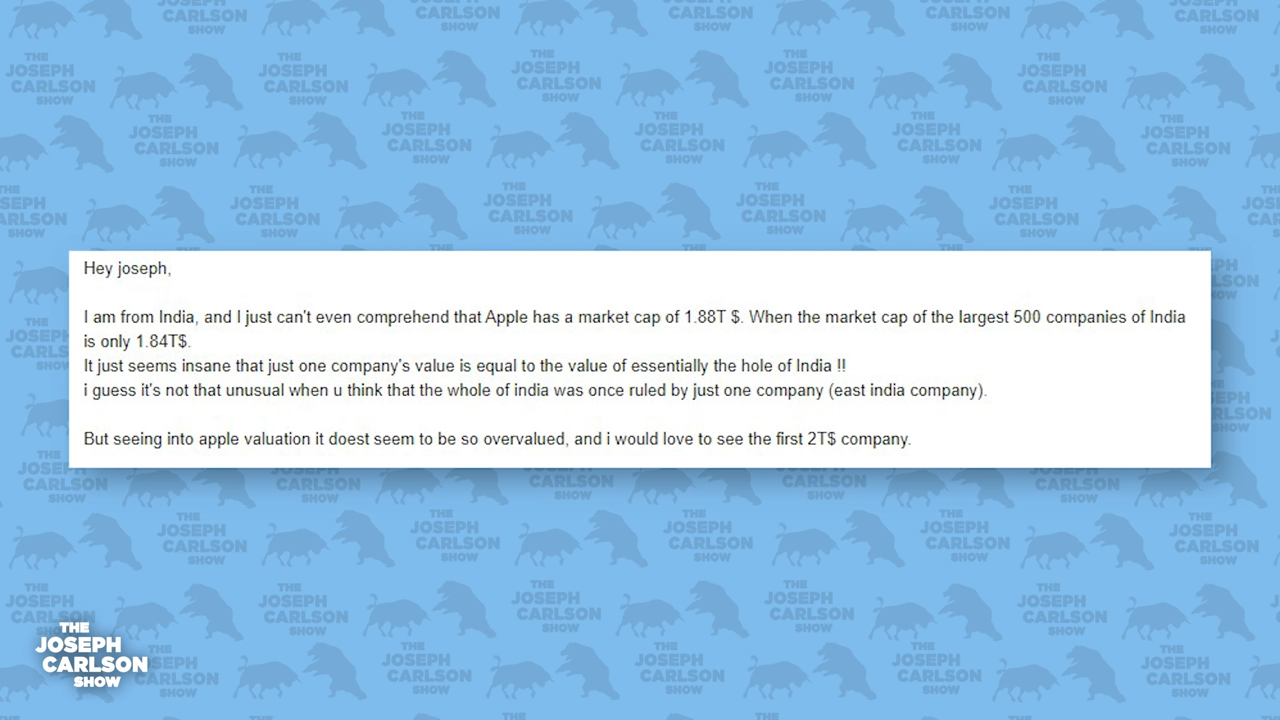 Hey joseph,
I am from India, and I just can't even comprehend that Apple has a market cap of 1.88T $. When the market cap of the largest 500 companies of India
is only 1.84T$.
It just seems insane that just one company's value is equal to the value of essentially the hole of India !!
i guess it's not that unusual when u think that the whole of india was once ruled by just one company (east india company).
But seeing into apple valuation it doest seem to be so overvalued, and i would love to see the first 2T$ company.
THE
JOSEPH
CARLSON
SHOW